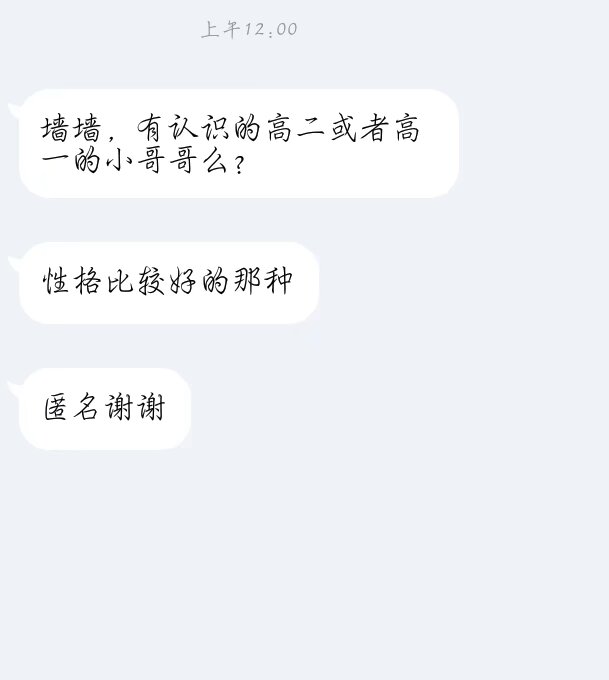 上午12:00
墙墙，有认识的高二或者高
一的小哥哥么？
性格比较好的那种
匿名谢谢